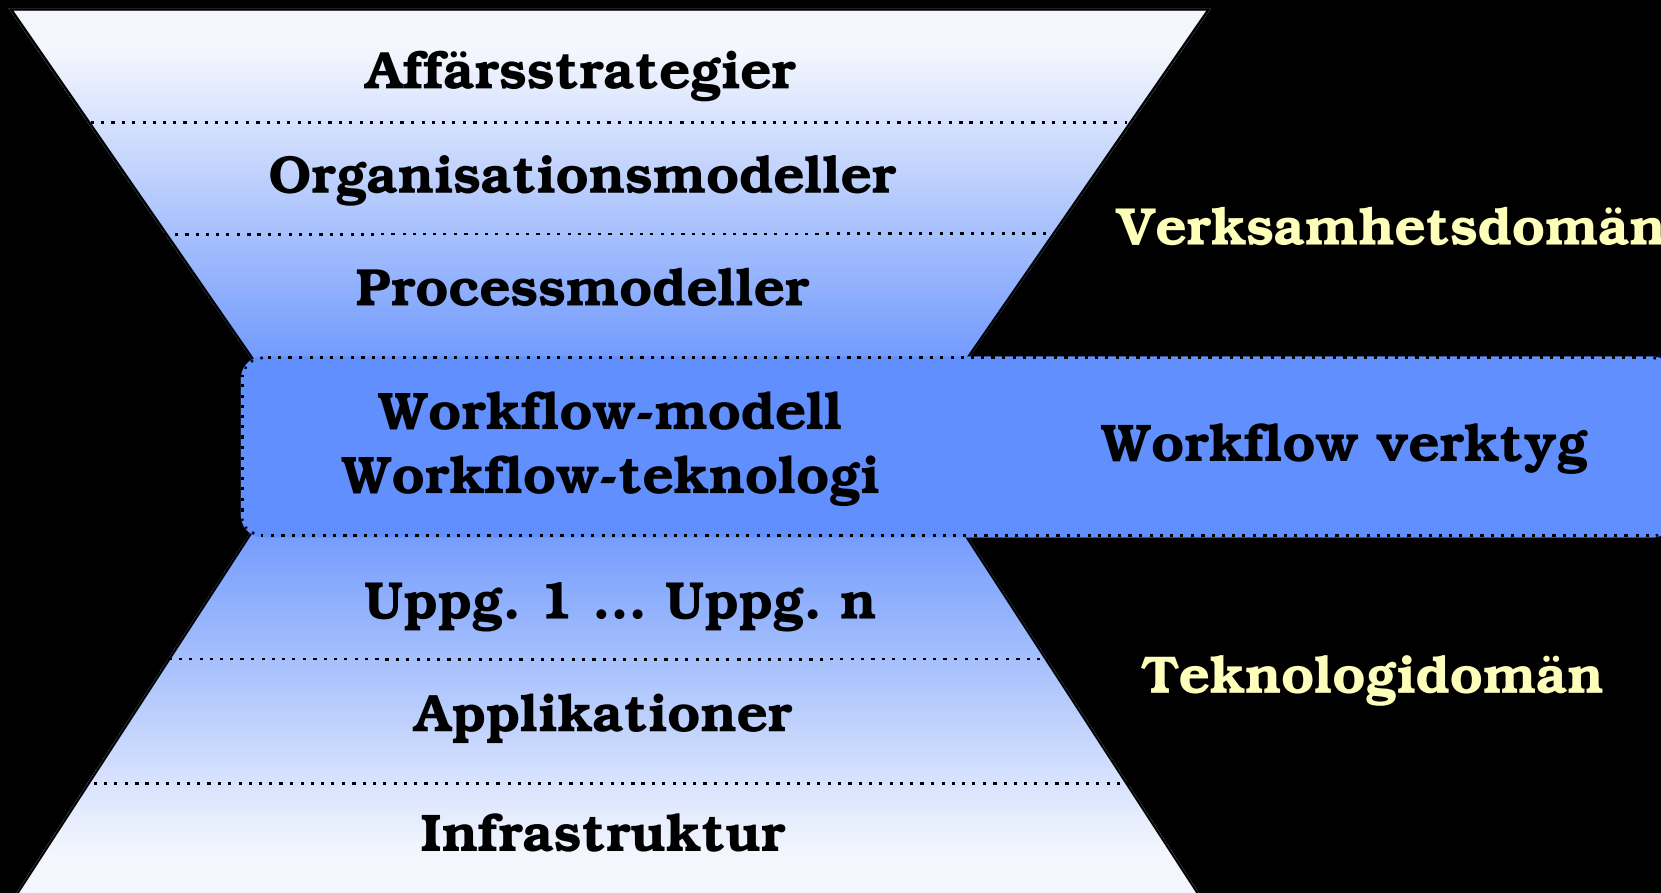 Affärsstrategier
Organisationsmodeller
Verksamhetsdomän
Processmodeller
Workflow-modell
Workflow-teknologi
Workflow verktyg
Uppg. 1 ... Uppg. n
Teknologidomän
Applikationer
Infrastruktur